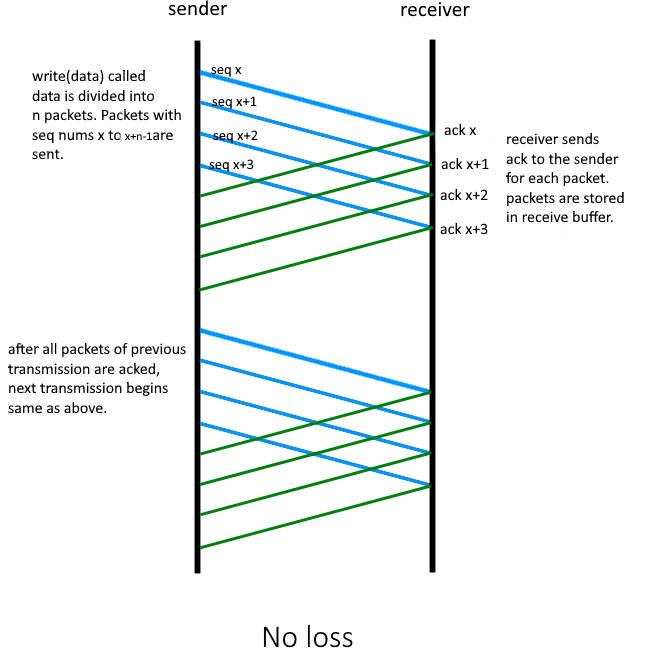 sender
receiver
write(data) called
data is divided into
n packets. Packets with
seq nums x to x+n-1are
sent.
seq x
seq x+1
seq x+2
seq x+3
ack x
ack x+1
ack x+2
ack x+3
receiver sends
ack to the sender
for each packet.
packets are stored
in receive buffer.
after all packets of previous
transmission are acked,
next transmission begins
same as above.
No loss